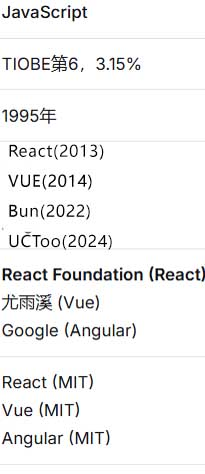 JavaScript
TIOBE第6，3.15%
1995年
React(2013)
VUE(2014)
Bun(2022)
UCToo(2024)
React Foundation (React)
尤雨溪 (Vue)
Google (Angular)
React (MIT)
Vue (MIT)
Angular (MIT)